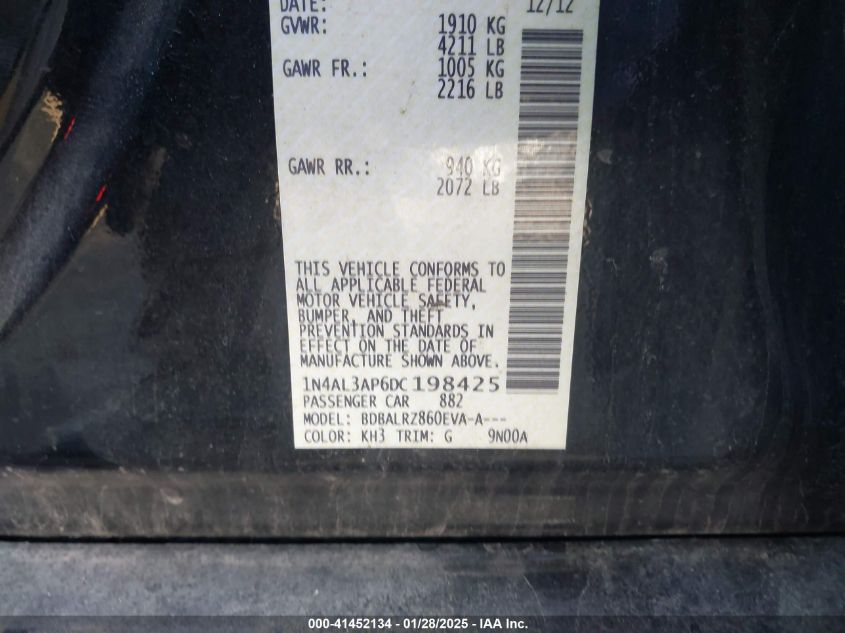 DATE: 12/12
GVWR: 1910 KG
4211 LB
GAWR FR.: 1005 KG
2216 LB
GAWR RR.: 940 KG
2072 LB
THIS VEHICLE CONFORMS TO
ALL APPLICABLE FEDERAL
MOTOR VEHICLE SAFETY,
BUMPER, AND THEFT
PREVENTION STANDARDS IN
EFFECT ON THE DATE OF
MANUFACTURE SHOWN ABOVE.
1N4AL3AP6DC198425
PASSENGER CAR 882
MODEL: BDBALRZ860EVA-A---
COLOR: KH3 TRIM: G 9N00A
000-41452134 - 01/28/2025 - IAA, Inc.